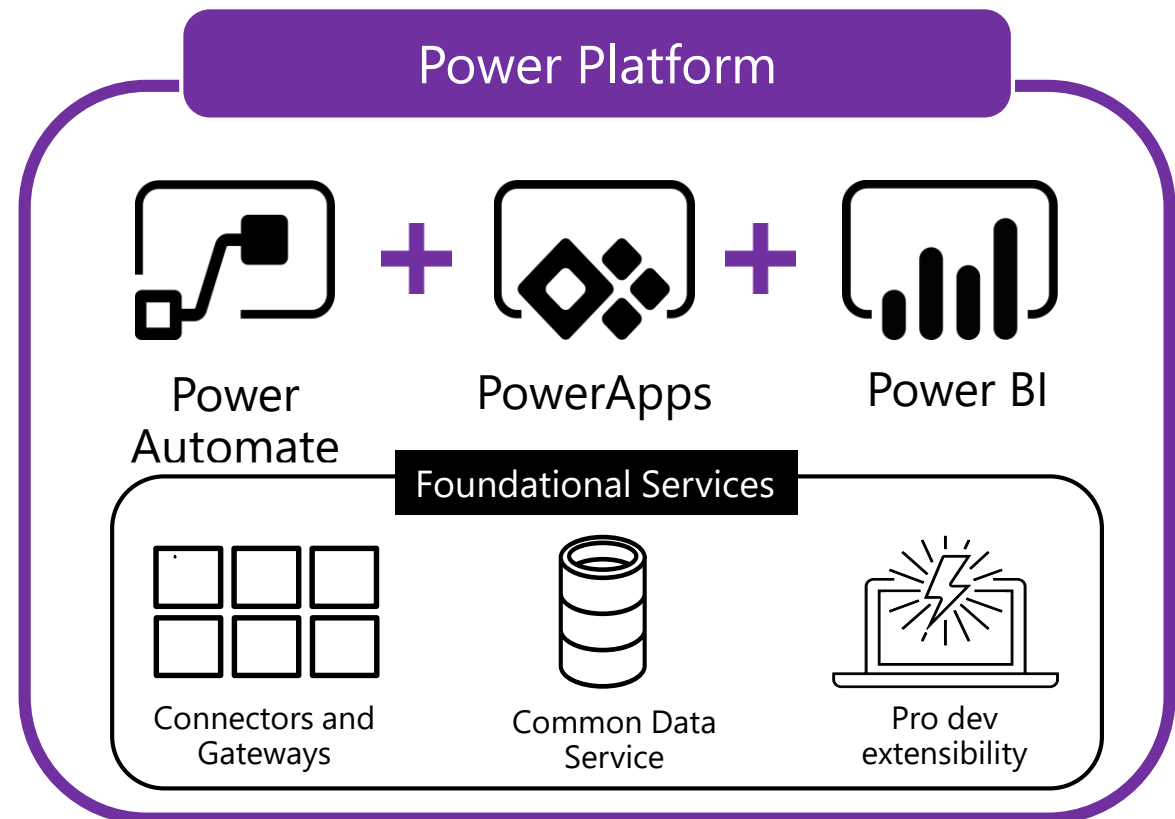 Power Platform
Power
Automate
PowerApps
Power BI
Foundational Services
Connectors and
Gateways
Common Data
Service
Pro dev
extensibility